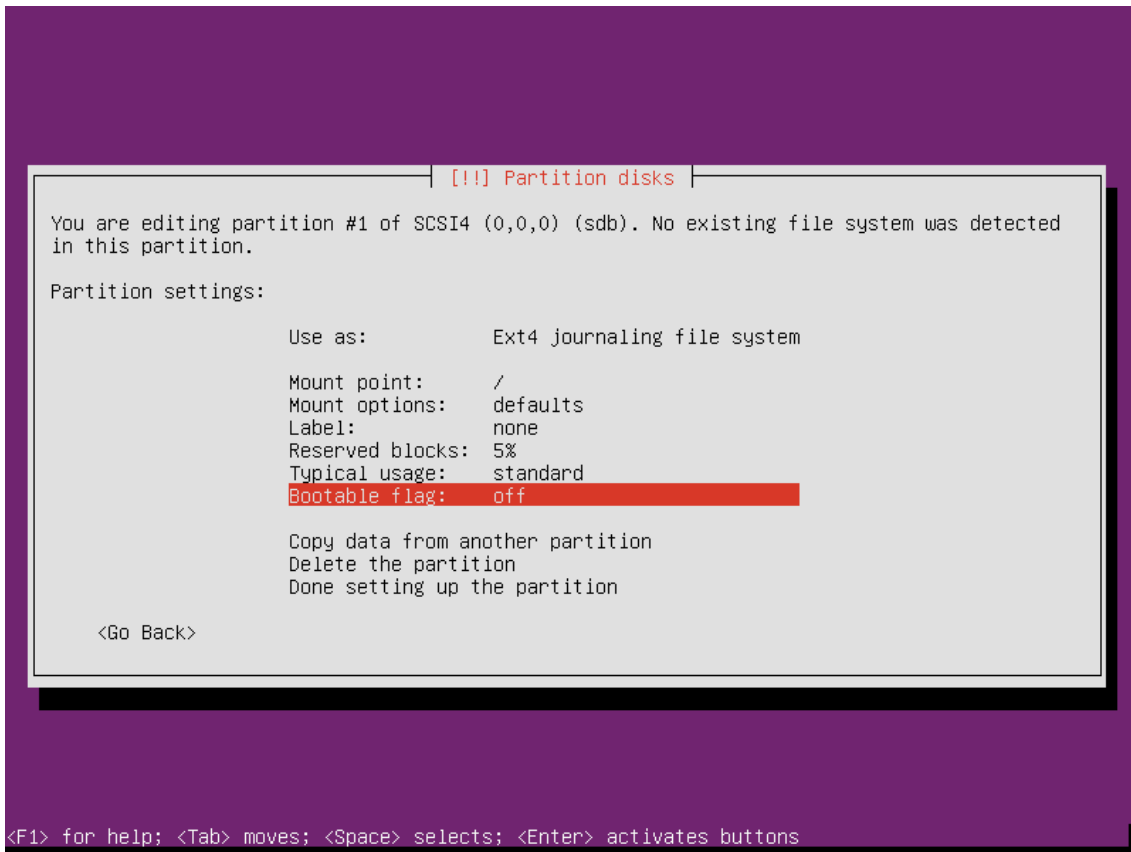 [!!] Partition disks
You are editing partition #1 of SCSI4 (0,0,0) (sdb). No existing file system was detected
in this partition.
Partition settings:
Use as: Ext4 journaling file system
Mount point: /
Mount options: defaults
Label: none
Reserved blocks: 5%
Typical usage: standard
Bootable flag: off
Copy data from another partition
Delete the partition
Done setting up the partition
<Go Back>
<F1> for help; <Tab> moves; <Space> selects; <Enter> activates buttons